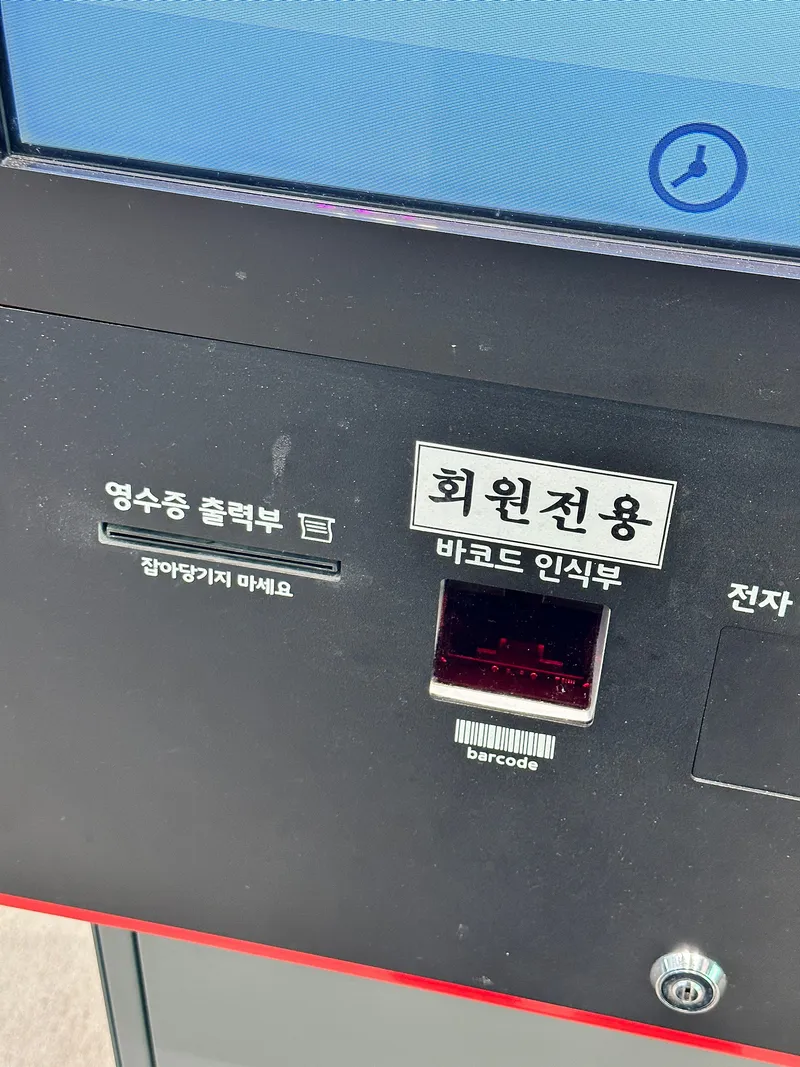 영수증 출력부
잡아당기지 마세요
회원전용
바코드 인식부
barcode
전자